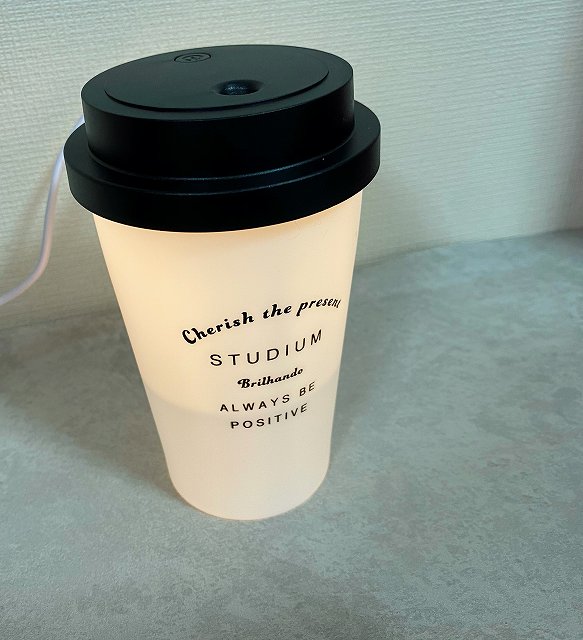 Cherish the present
STUDIUM
Brilhando
ALWAYS BE
POSITIVE